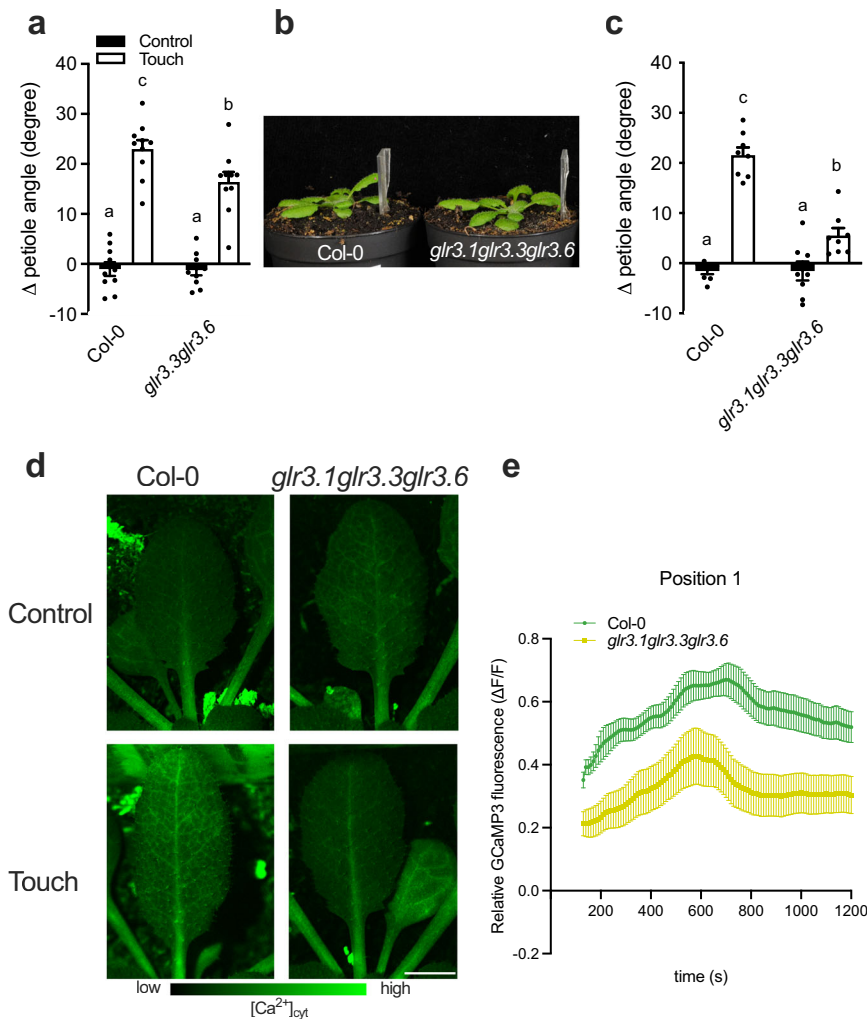 a
Control
Touch
Δ petiole angle (degree)
40
30
20
10
0
-10
a
c
a
b
Col-0
glr3.3glr3.6
b
Col-0
glr3.1glr3.3glr3.6
c
Δ petiole angle (degree)
40
30
20
10
0
-10
a
c
a
b
Col-0
glr3.1glr3.3glr3.6
d
Col-0
glr3.1glr3.3glr3.6
Control
Touch
low
high
[Ca²⁺]cyt
e
Position 1
Col-0
glr3.1glr3.3glr3.6
Relative GCaMP3 fluorescence (ΔF/F)
0.8
0.6
0.4
0.2
0.0
-0.2
200
400
600
800
1000
1200
time (s)